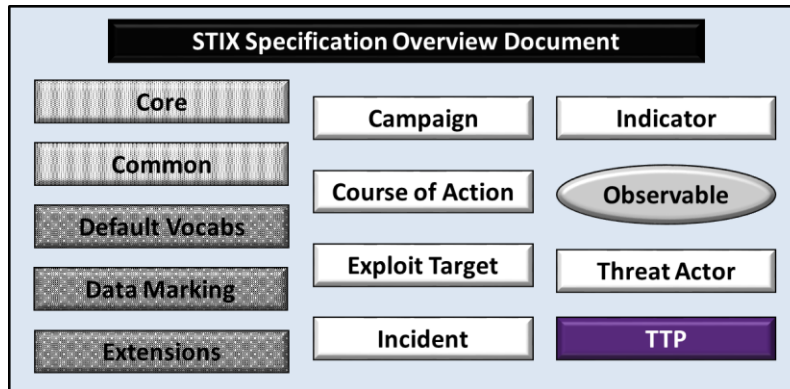 STIX Specification Overview Document
Core
Common
Default Vocabs
Data Marking
Extensions
Campaign
Course of Action
Exploit Target
Incident
Indicator
Observable
Threat Actor
TTP